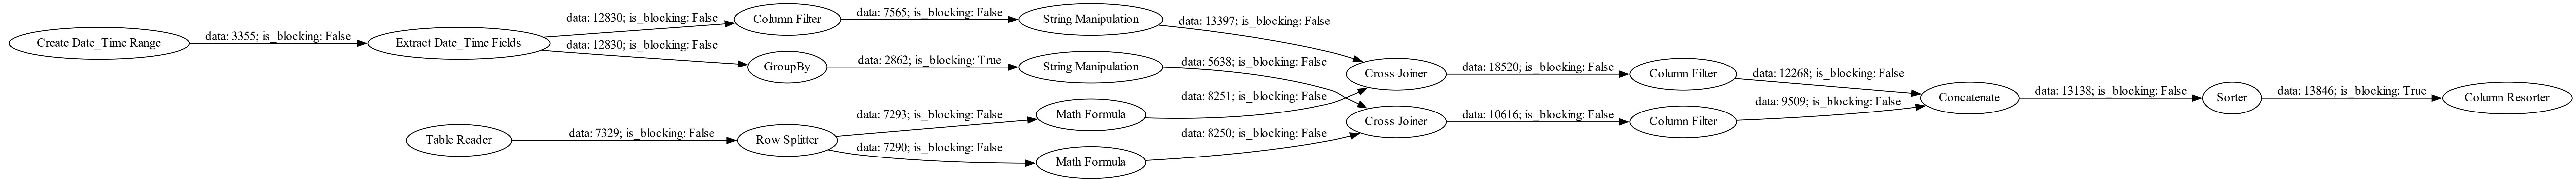 Create Date_Time Range
data: 3355; is_blocking: False
Extract Date_Time Fields
data: 12830; is_blocking: False
data: 12830; is_blocking: False
Column Filter
data: 7565; is_blocking: False
String Manipulation
data: 13397; is_blocking: False
GroupBy
data: 2862; is_blocking: True
String Manipulation
data: 5638; is_blocking: False
Table Reader
data: 7329; is_blocking: False
Row Splitter
data: 7293; is_blocking: False
data: 7290; is_blocking: False
Math Formula
data: 8251; is_blocking: False
Math Formula
data: 8250; is_blocking: False
Cross Joiner
data: 18520; is_blocking: False
Column Filter
data: 12268; is_blocking: False
Cross Joiner
data: 10616; is_blocking: False
Column Filter
data: 9509; is_blocking: False
Concatenate
data: 13138; is_blocking: False
Sorter
data: 13846; is_blocking: True
Column Resorter